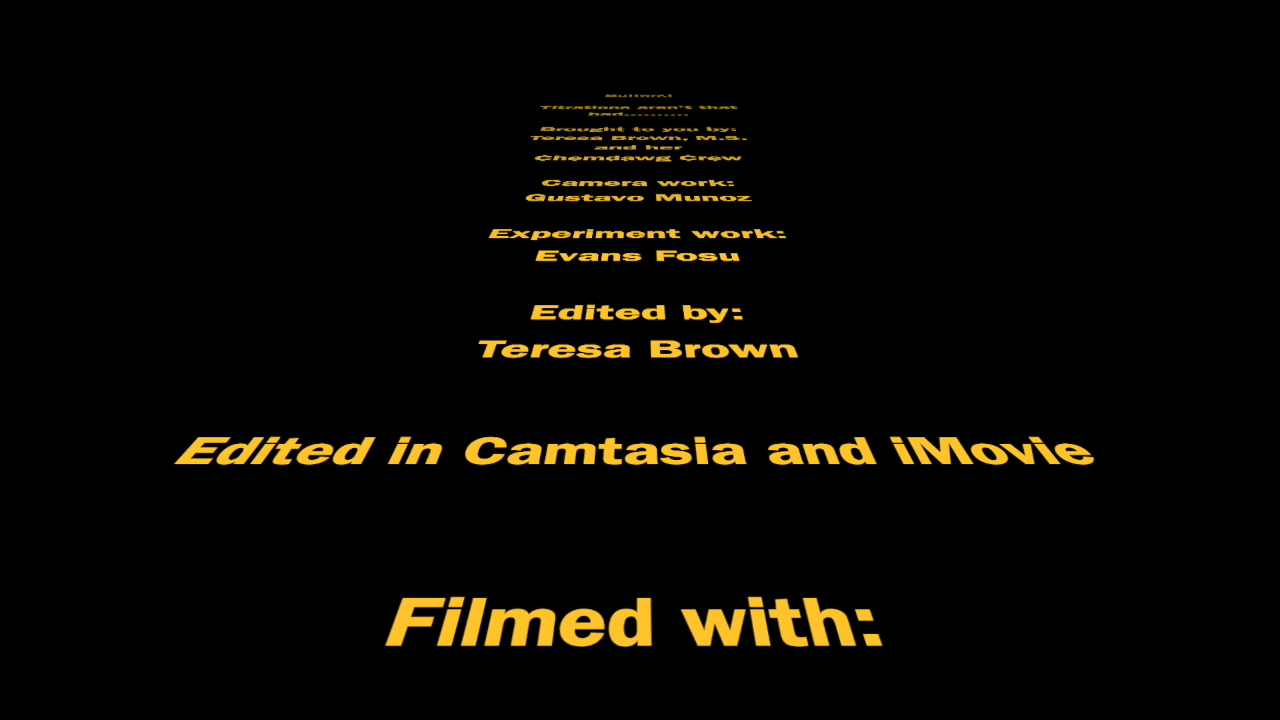 Titrations aren't that
bad----------
Brought to you by:
Teresa Brown, M.S.
and her
Chemdawg Crew
Camera work:
Gustavo Munoz
Experiment work:
Evans Fosu
Edited by:
Teresa Brown
Edited in Camtasia and iMovie
Filmed with: